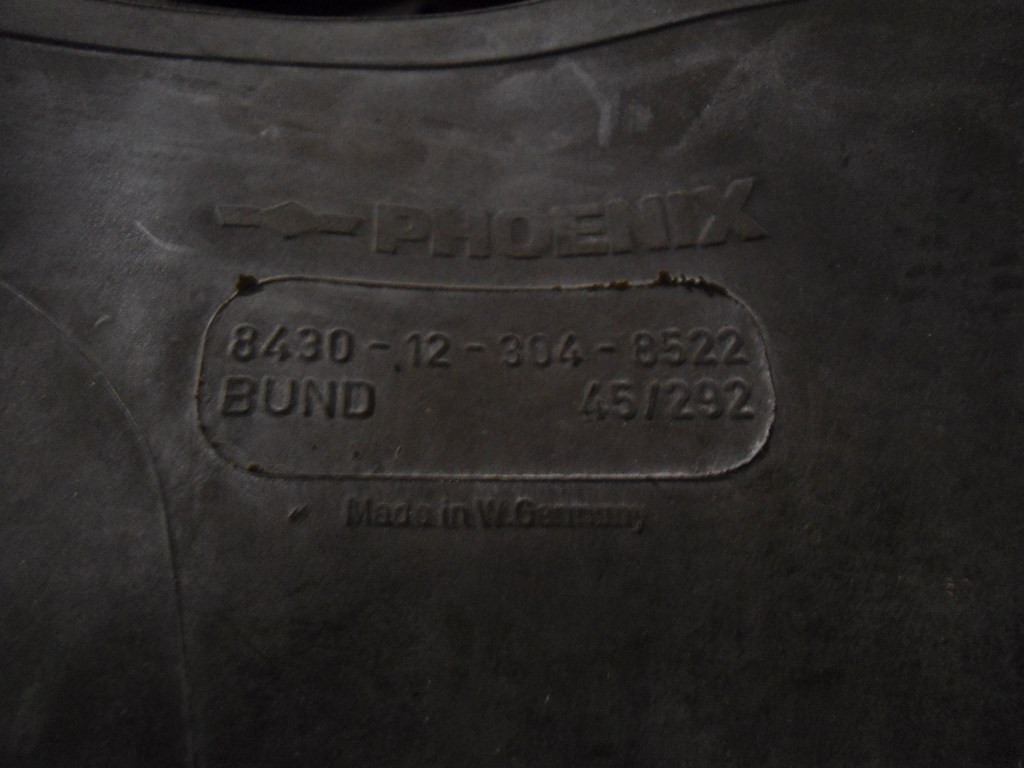 PHOENIX
8430-12-304-8522
BUND 45/292
Made in W.Germany